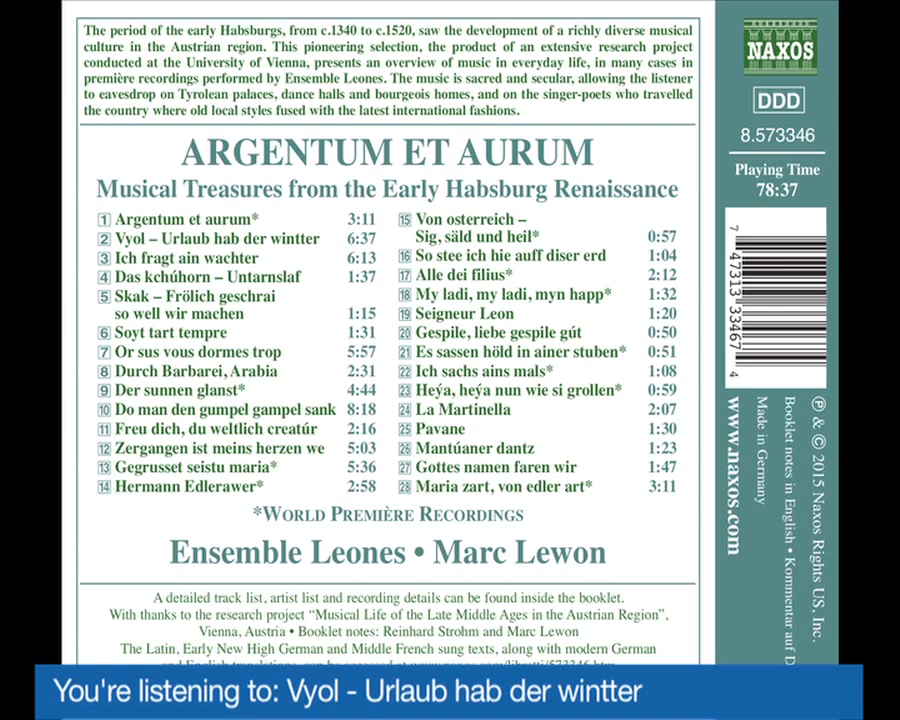 The period of the early Habsburgs, from c.1340 to c.1520, saw the development of a richly diverse musical
culture in the Austrian region. This pioneering selection, the product of an extensive research project
conducted at the University of Vienna, presents an overview of music in everyday life, in many cases in
première recordings performed by Ensemble Leones. The music is sacred and secular, allowing the listener
to eavesdrop on Tyrolean palaces, dance halls and bourgeois homes, and on the singer-poets who travelled
the country where old local styles fused with the latest international fashions.
ARGENTUM ET AURUM
Musical Treasures from the Early Habsburg Renaissance
1 Argentum et aurum* 3:11
2 Vyol – Urlaub hab der wintter 6:37
3 Ich fragt ain wachter 6:13
4 Das kchúhorn – Untarnslaf 1:37
5 Skak – Frölich geschrai
so well wir machen 1:15
6 Soyt tart tempre 1:31
7 Or sus vous dormes trop 5:57
8 Durch Barbarei, Arabia 2:31
9 Der sunnen glanst* 4:44
10 Do man den gumpel gampel sank 8:18
11 Freu dich, du weltlich creatúr 2:16
12 Zergangen ist meins herzen we 5:03
13 Gegrusset seistu maria* 5:36
14 Hermann Edlerawer* 2:58
15 Von osterreich –
Sig, säld und heil* 0:57
16 So stee ich hie auff diser erd 1:04
17 Alle dei filius* 2:12
18 My ladi, my ladi, myn happ* 1:32
19 Seigneur Leon 1:20
20 Gespile, liebe gespile gút 0:50
21 Es sassen höld in ainer stuben* 0:51
22 Ich sachs ains mals* 1:08
23 Heýa, heýa nun wie si grollen* 0:59
24 La Martinella 2:07
25 Pavane 1:30
26 Mantúaner dantz 1:23
27 Gottes namen faren wir 1:47
28 Maria zart, von edler art* 3:11
*WORLD PREMIÈRE RECORDINGS
Ensemble Leones • Marc Lewon
A detailed track list, artist list and recording details can be found inside the booklet.
With thanks to the research project “Musical Life of the Late Middle Ages in the Austrian Region”,
Vienna, Austria • Booklet notes: Reinhard Strohm and Marc Lewon
The Latin, Early New High German and Middle French sung texts, along with modern German
and English translations, can be accessed at www.naxos.com/libretti/573346.htm
NAXOS
DDD
8.573346
Playing Time
78:37
7 47313 33467 4
℗ & © 2015 Naxos Rights US, Inc.
Booklet notes in English • Kommentar auf D
Made in Germany
www.naxos.com
You're listening to: Vyol - Urlaub hab der wintter